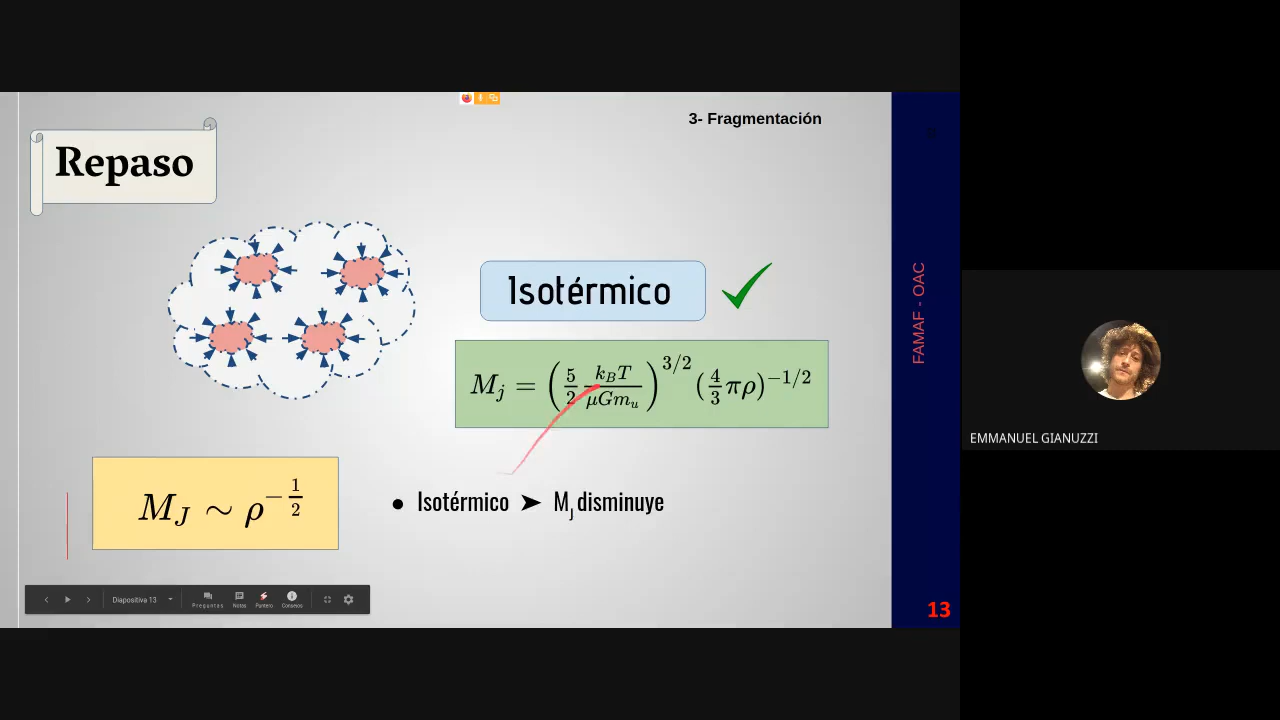 3- Fragmentación
Repaso
Isotérmico
M_j = (5/2 k_BT/μGm_u)^{3/2} (4/3 πρ)^{-1/2}
M_J ∼ ρ^{-1/2}
● Isotérmico ➤ M_J disminuye
FAMAF - OAC
13
Diapositiva 13
Preguntas Notas Puntero Consejos
EMMANUEL GIANUZZI